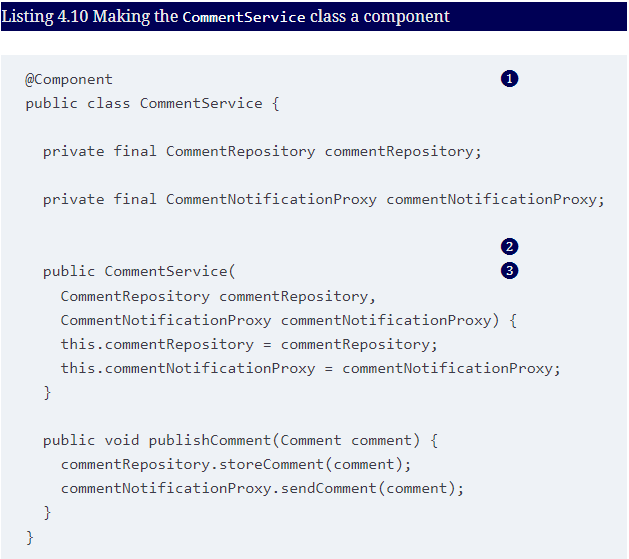 Listing 4.10 Making the CommentService class a component
@Component ❶
public class CommentService {
private final CommentRepository commentRepository;
private final CommentNotificationProxy commentNotificationProxy;
❷
public CommentService( ❸
CommentRepository commentRepository,
CommentNotificationProxy commentNotificationProxy) {
this.commentRepository = commentRepository;
this.commentNotificationProxy = commentNotificationProxy;
}
public void publishComment(Comment comment) {
commentRepository.storeComment(comment);
commentNotificationProxy.sendComment(comment);
}
}